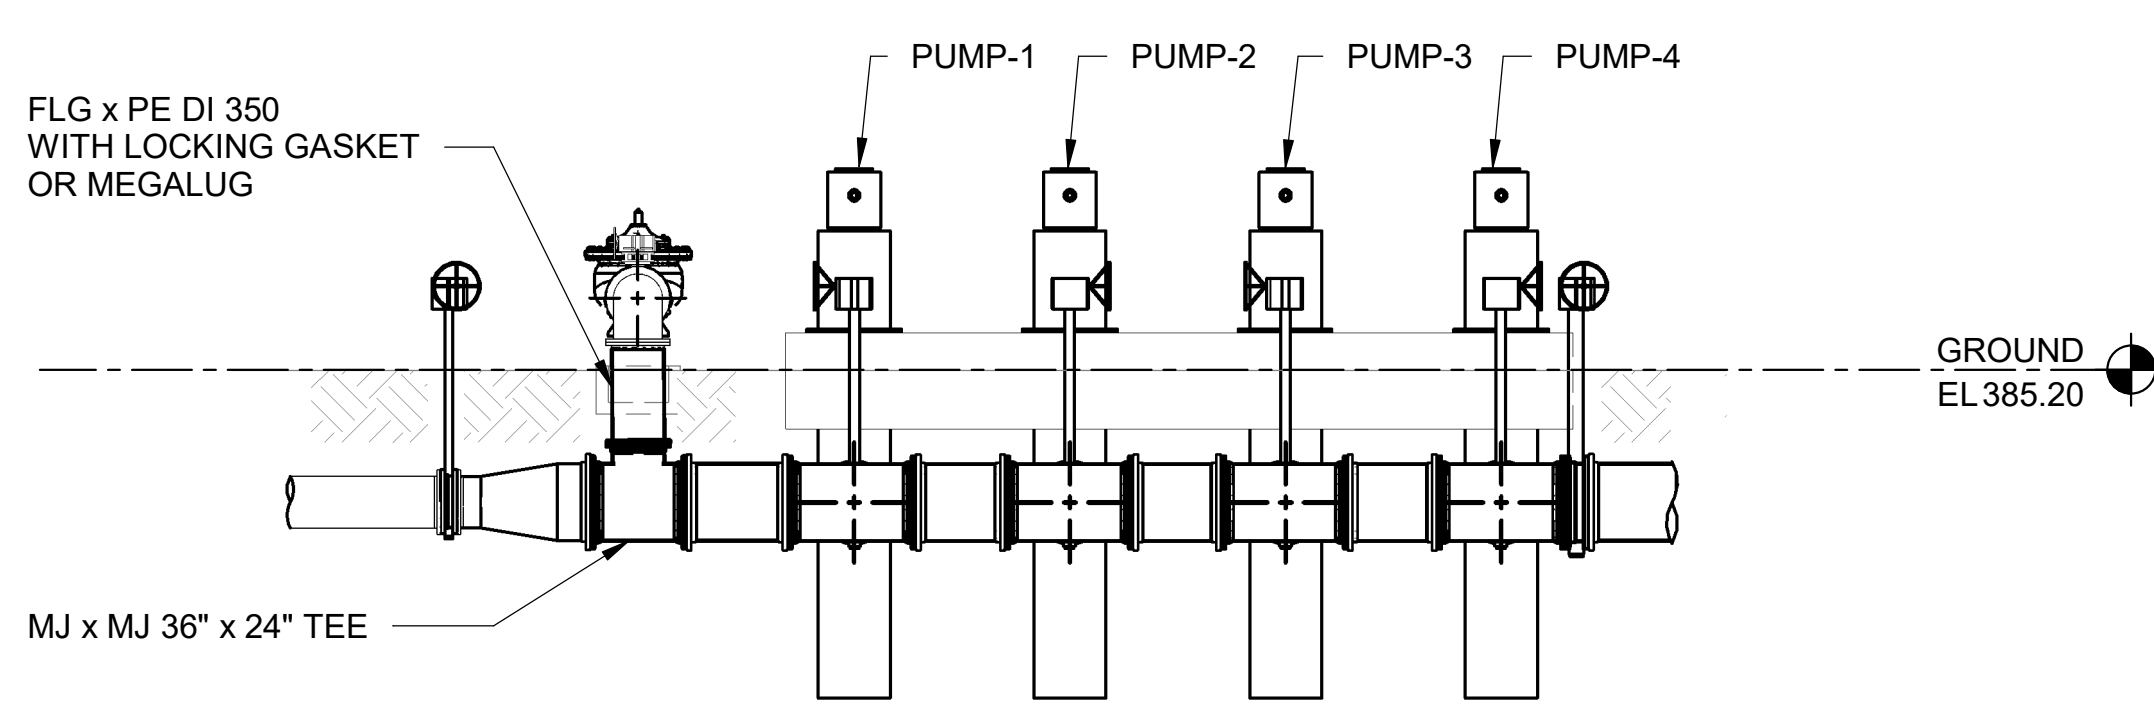 PUMP-1
PUMP-2
PUMP-3
PUMP-4
FLG x PE DI 350
WITH LOCKING GASKET
OR MEGALUG
GROUND
EL 385.20
MJ x MJ 36" x 24" TEE